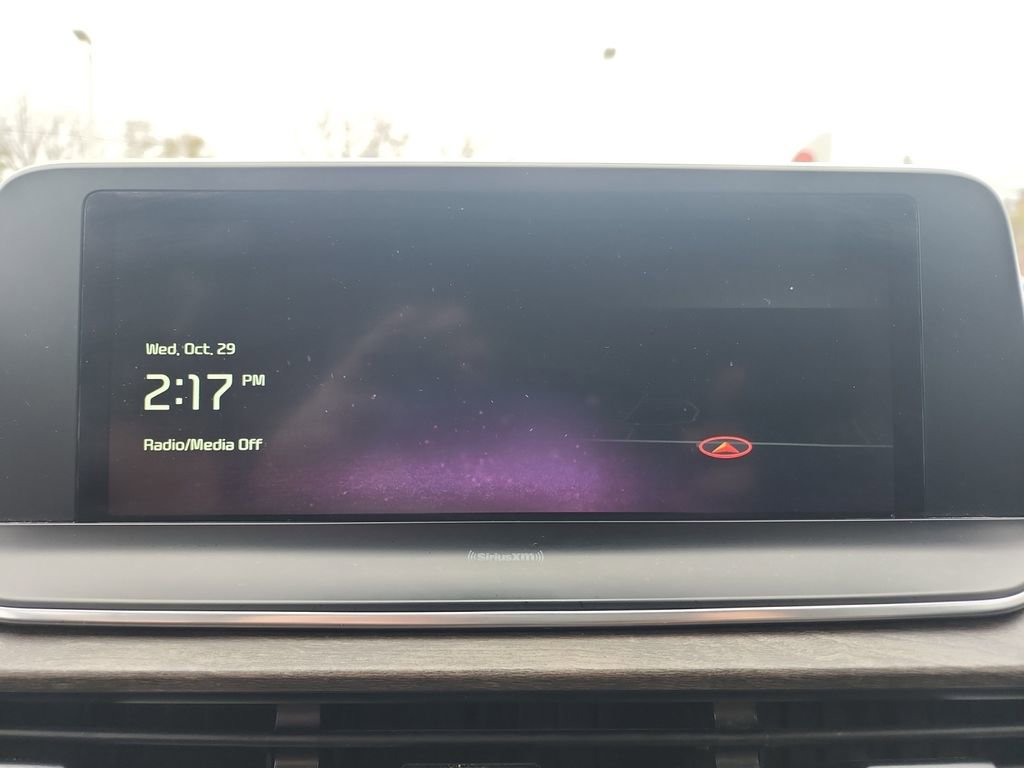 Wed, Oct. 29
2:17 PM
Radio/Media Off
SiriusXM